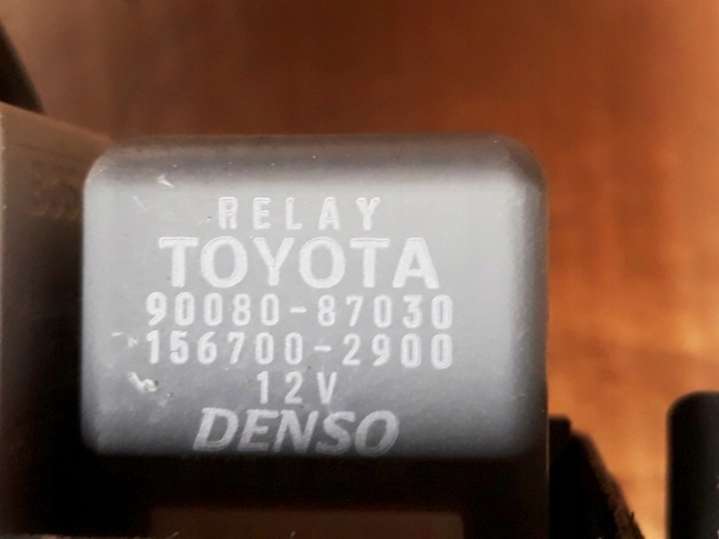 RELAY
TOYOTA
90080-87030
156700-2900
12V
DENSO